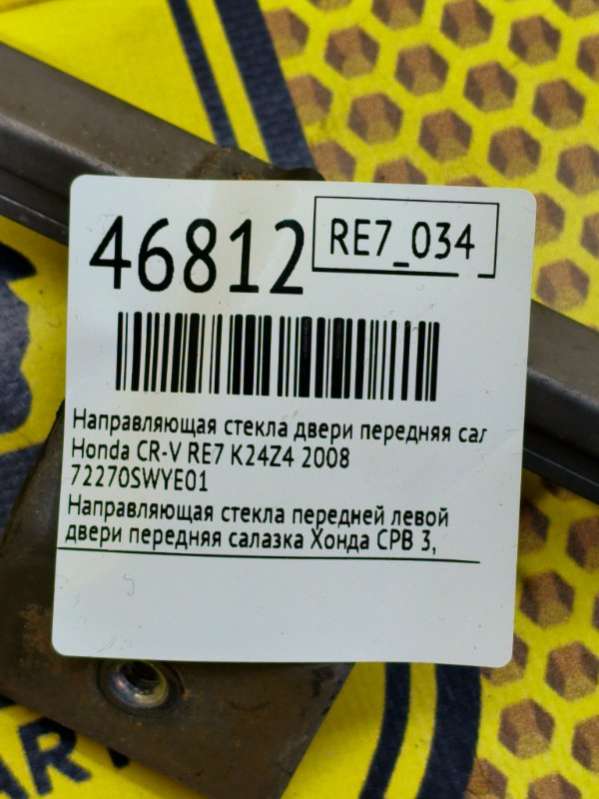 46812
RE7_034
Направляющая стекла двери передняя сал
Honda CR-V RE7 K24Z4 2008
72270SWYE01
Направляющая стекла передней левой
двери передняя салазка Хонда СРВ 3,